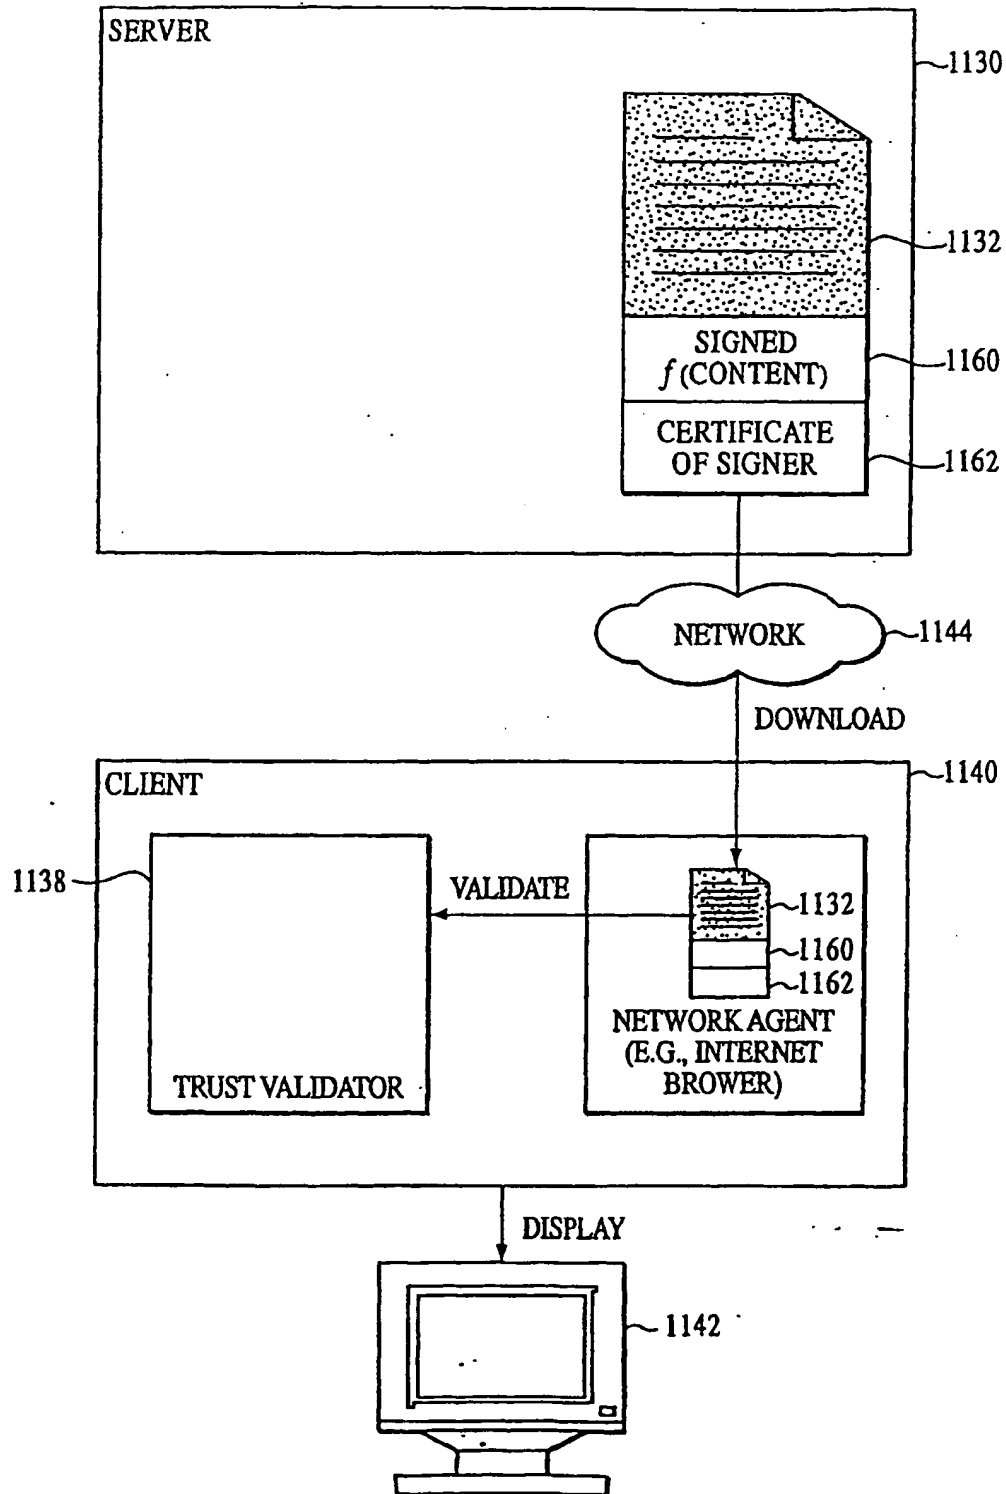 SERVER
1130
1132
SIGNED
f (CONTENT)
1160
CERTIFICATE
OF SIGNER
1162
NETWORK
1144
DOWNLOAD
CLIENT
1140
1138
VALIDATE
1132
1160
1162
NETWORK AGENT
(E.G., INTERNET
BROWER)
TRUST VALIDATOR
DISPLAY
1142